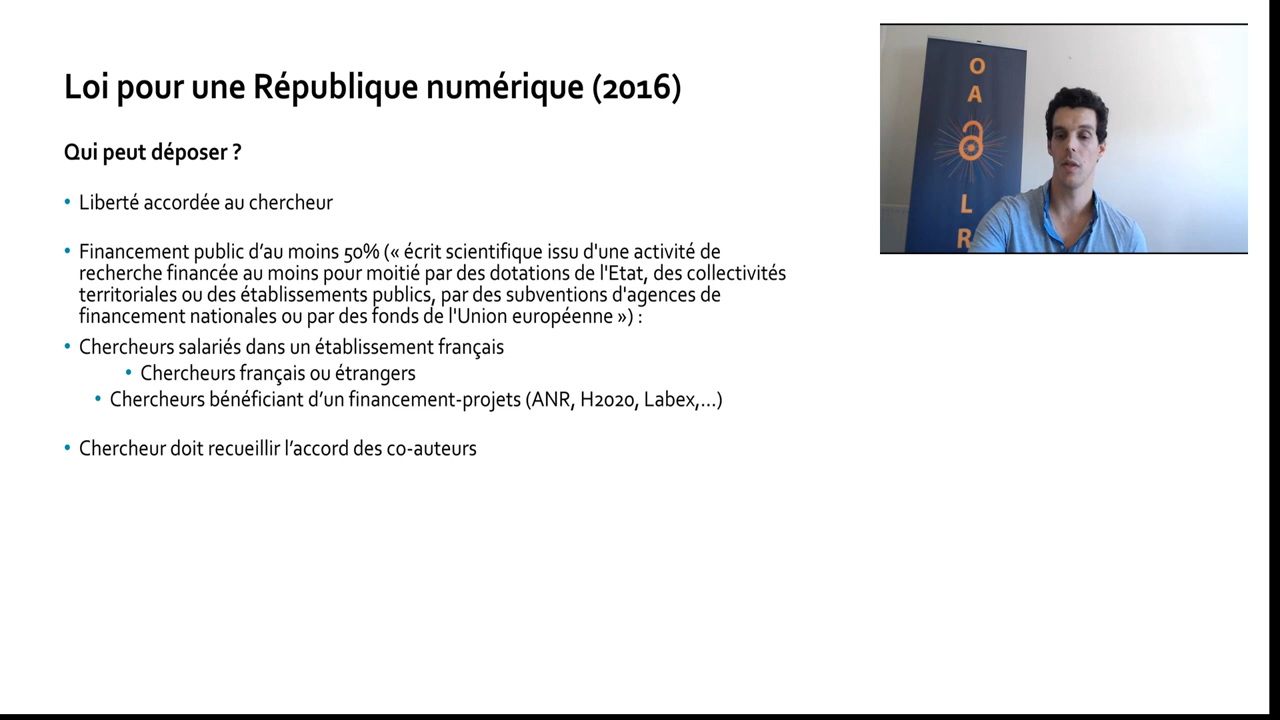 Loi pour une République numérique (2016)
Qui peut déposer ?
• Liberté accordée au chercheur
• Financement public d’au moins 50% (« écrit scientifique issu d'une activité de
recherche financée au moins pour moitié par des dotations de l'Etat, des collectivités
territoriales ou des établissements publics, par des subventions d'agences de
financement nationales ou par des fonds de l'Union européenne ») :
• Chercheurs salariés dans un établissement français
• Chercheurs français ou étrangers
• Chercheurs bénéficiant d’un financement-projets (ANR, H2020, Labex,…)
• Chercheur doit recueillir l’accord des co-auteurs
O
A
L
R